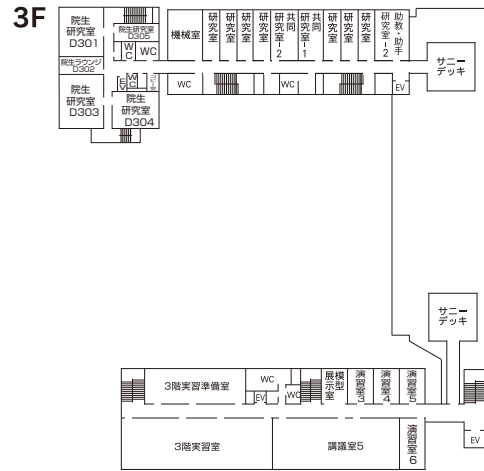 3F
院生
研究室
D301
院生研究室
D305
WC
WC
院生ラウンジ
D302
EV
WC
院生
研究室
D303
院生
研究室
D304
機械室
研究室
研究室
研究室
研究室
共同
研究室-2
共同
研究室-1
研究室
研究室
研究室
助教・助手
研究室-2
サニー
デッキ
WC
WC
EV
サニー
デッキ
3階実習準備室
WC
EV
WC
模型
展示室
演習室3
演習室4
演習室5
3階実習室
講議室5
演習室6
EV